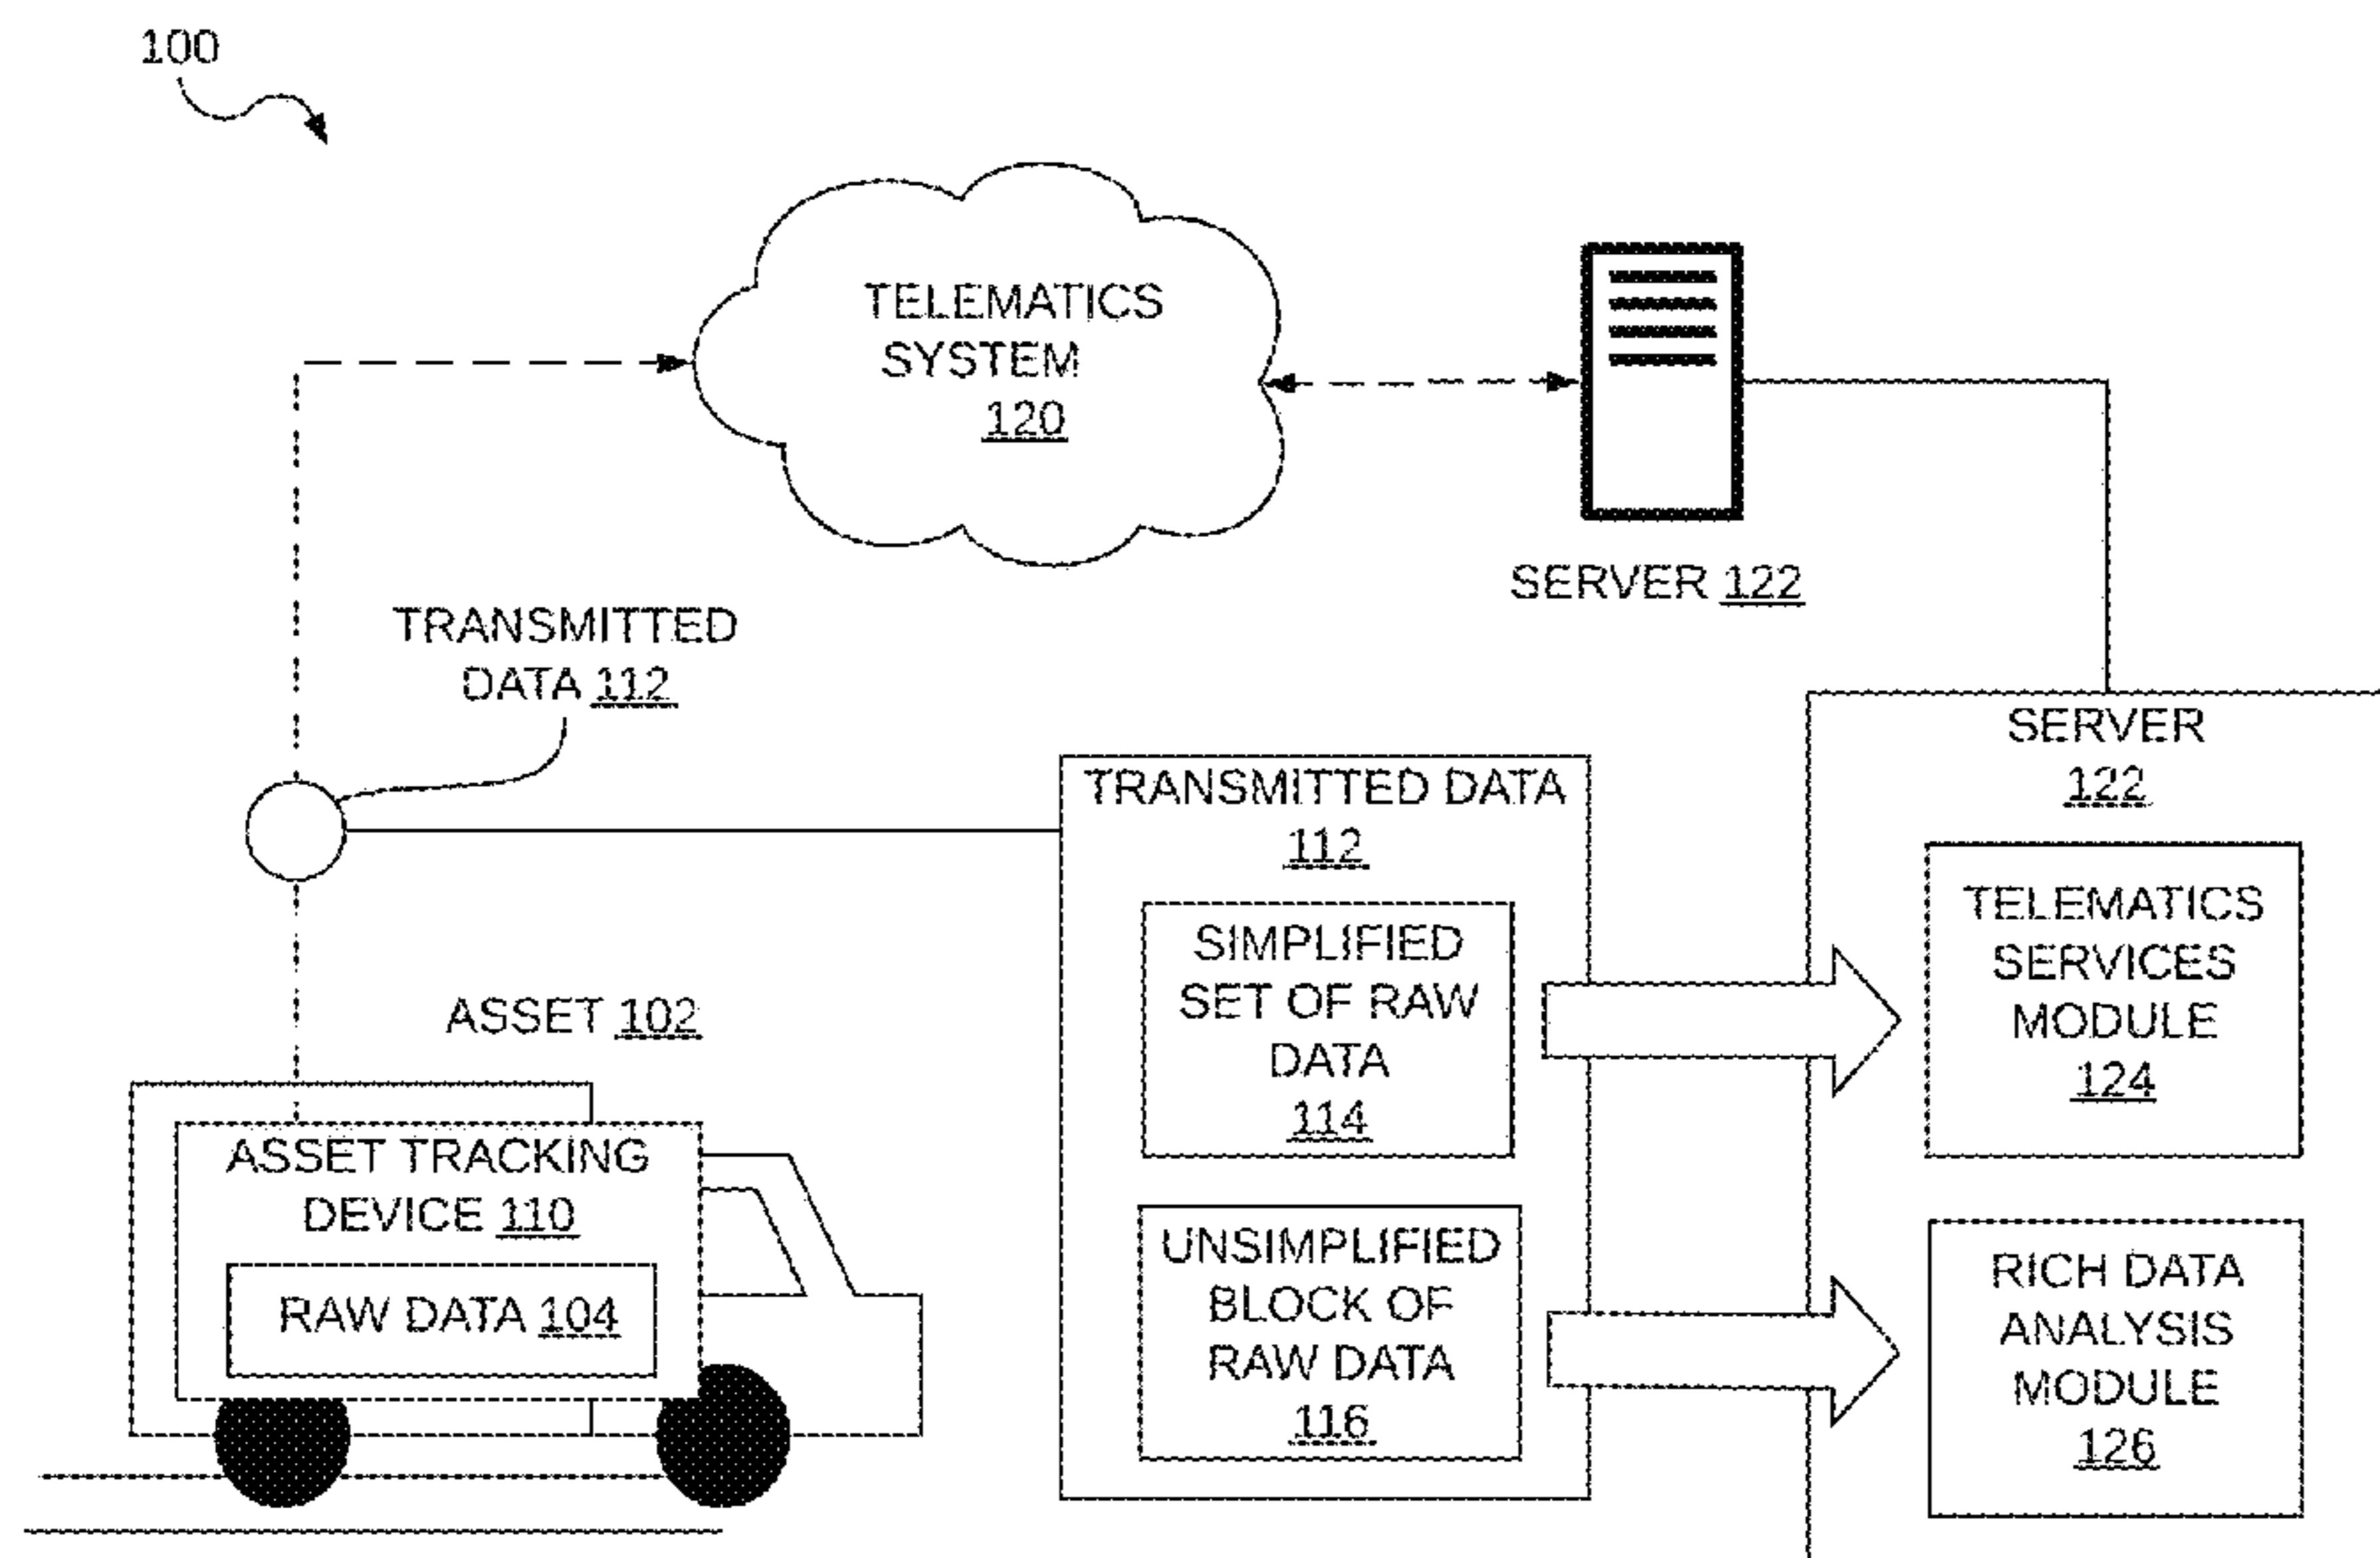 100
TELEMATICS
SYSTEM
120
SERVER 122
TRANSMITTED
DATA 112
ASSET 102
ASSET TRACKING
DEVICE 110
RAW DATA 104
TRANSMITTED DATA
112
SIMPLIFIED
SET OF RAW
DATA
114
UNSIMPLIFIED
BLOCK OF
RAW DATA
116
SERVER
122
TELEMATICS
SERVICES
MODULE
124
RICH DATA
ANALYSIS
MODULE
126